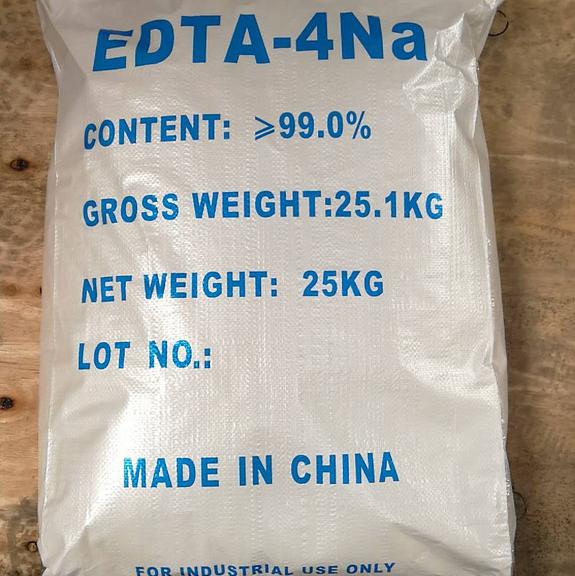 EDTA-4Na
CONTENT: ⩾99.0%
GROSS WEIGHT:25.1KG
NET WEIGHT: 25KG
LOT NO.:
MADE IN CHINA
FOR INDUSTRIAL USE ONLY